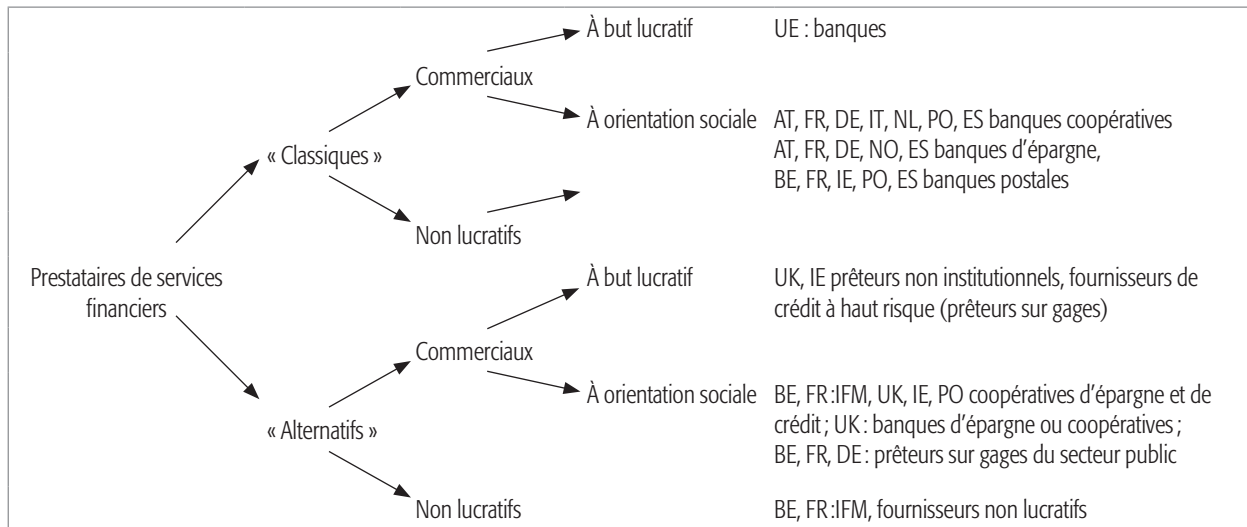 À but lucratif UE : banques
Commerciaux
À orientation sociale AT, FR, DE, IT, NL, PO, ES banques coopératives
« Classiques » AT, FR, DE, NO, ES banques d'épargne,
BE, FR, IE, PO, ES banques postales
Non lucratifs
Prestataires de services
financiers
À but lucratif UK, IE prêteurs non institutionnels, fournisseurs de
crédit à haut risque (prêteurs sur gages)
Commerciaux
À orientation sociale BE, FR :IFM, UK, IE, PO coopératives d'épargne et de
« Alternatifs » crédit ; UK : banques d'épargne ou coopératives ;
BE, FR, DE : prêteurs sur gages du secteur public
Non lucratifs BE, FR :IFM, fournisseurs non lucratifs